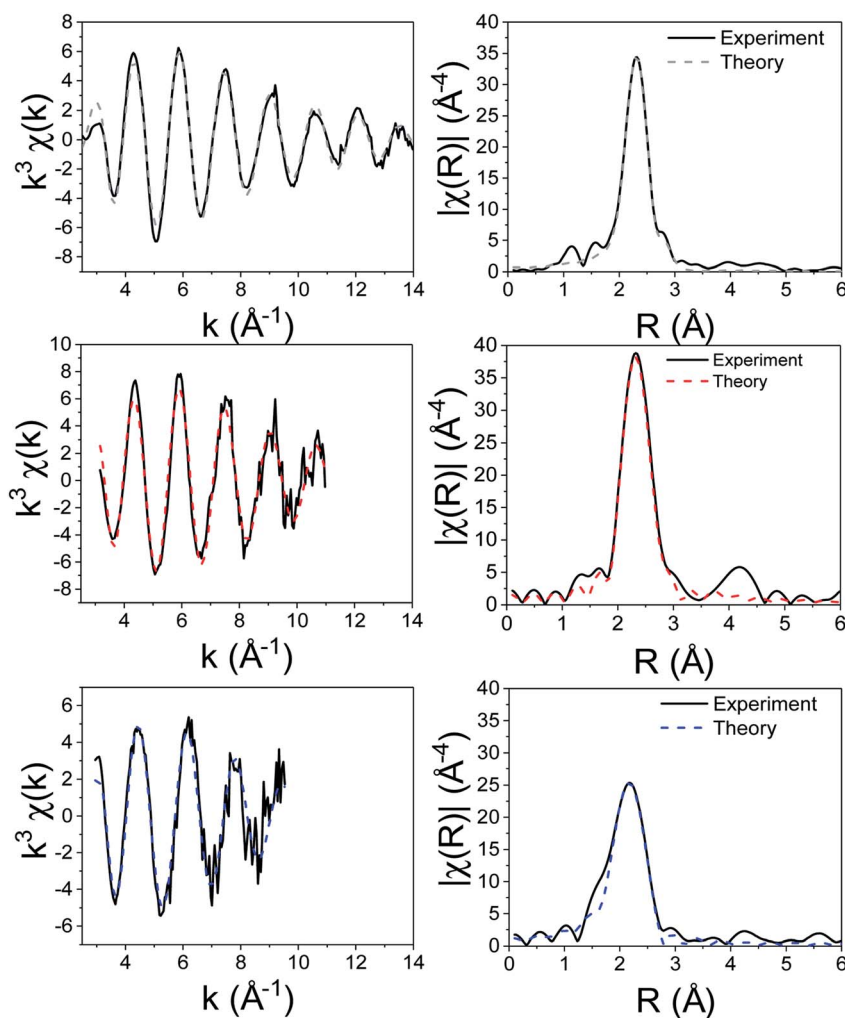 8
6
4
2
0
-2
-4
-6
-8
k³ χ(k)
4 6 8 10 12 14
k (Å⁻¹)
40
35
30
25
20
15
10
5
0
|χ(R)| (Å⁻⁴)
Experiment
Theory
0 1 2 3 4 5 6
R (Å)
10
8
6
4
2
0
-2
-4
-6
-8
k³ χ(k)
4 6 8 10 12 14
k (Å⁻¹)
40
35
30
25
20
15
10
5
0
|χ(R)| (Å⁻⁴)
Experiment
Theory
0 1 2 3 4 5 6
R (Å)
6
4
2
0
-2
-4
-6
k³ χ(k)
4 6 8 10 12 14
k (Å⁻¹)
40
35
30
25
20
15
10
5
0
|χ(R)| (Å⁻⁴)
Experiment
Theory
0 1 2 3 4 5 6
R (Å)